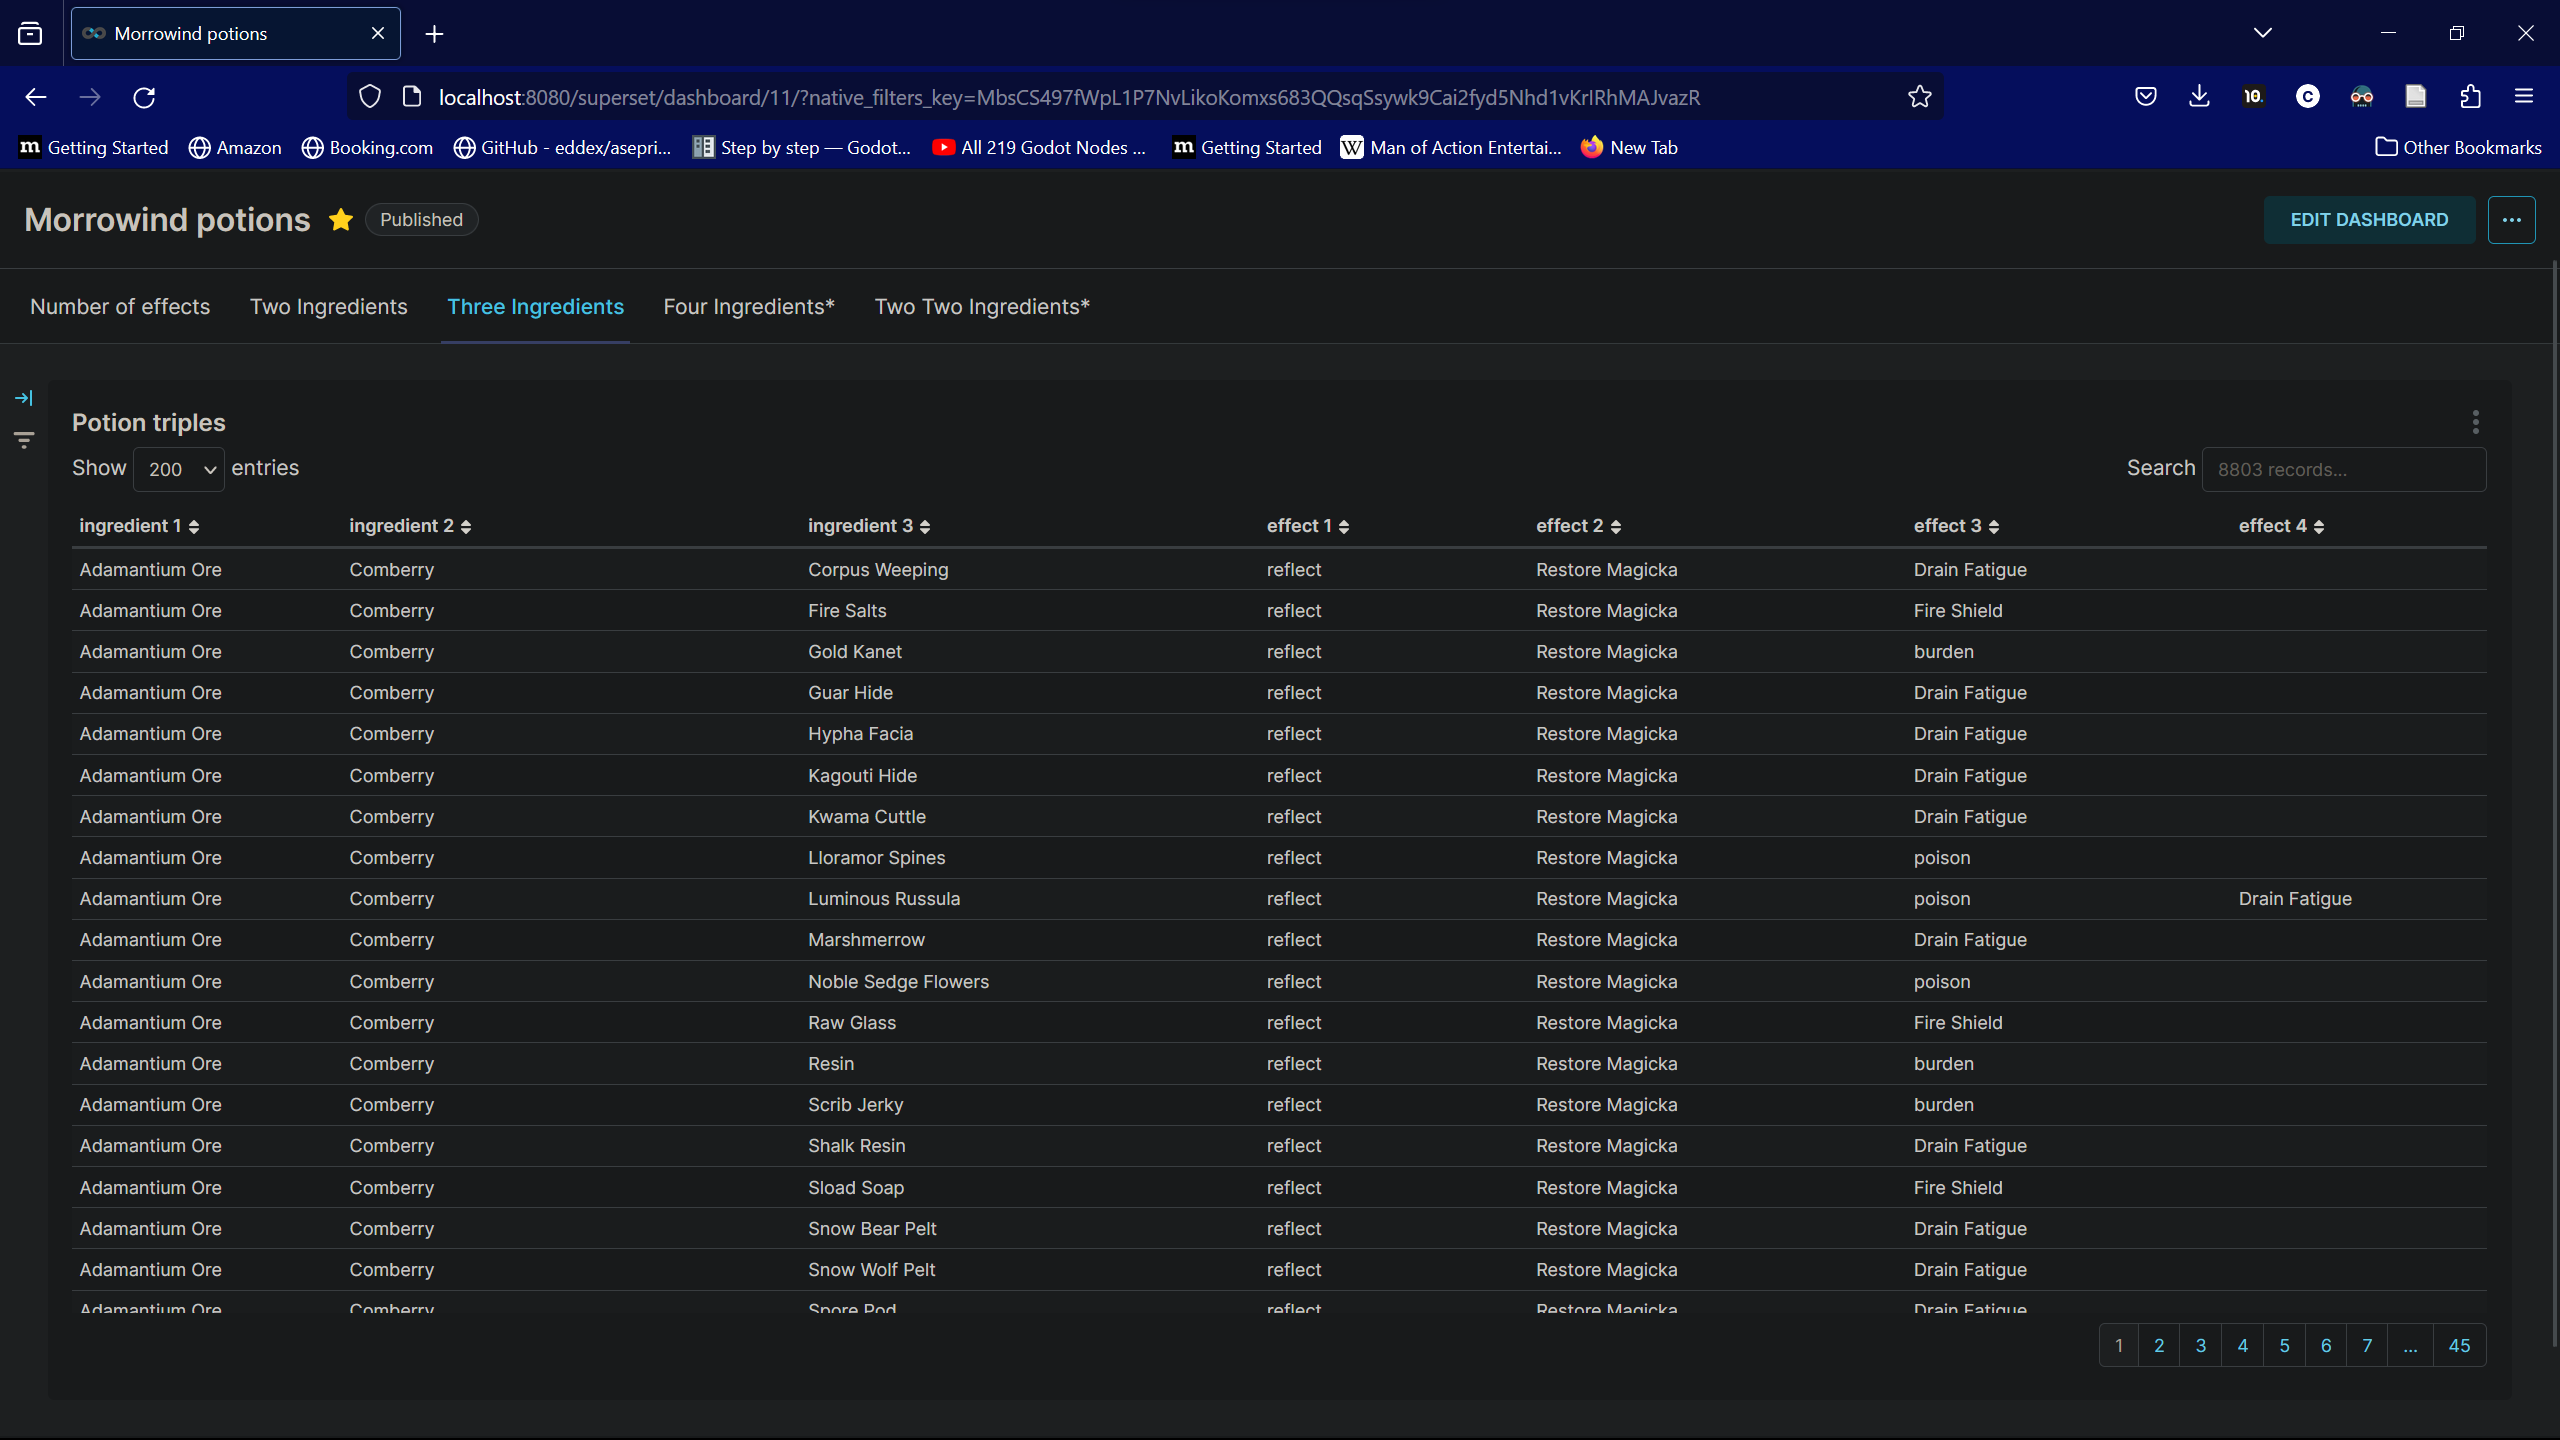 Morrowind potions
localhost:8080/superset/dashboard/11/?native_filters_key=MbsCS497fWpL1P7NvLikoKomxs683QQsqSsywk9Cai2fyd5Nhd1vKrlRhMAJvazR
10.
C
m Getting Started Amazon Booking.com GitHub - eddex/asepri... Step by step — Godot... All 219 Godot Nodes ... m Getting Started W Man of Action Entertai... New Tab Other Bookmarks
Morrowind potions Published EDIT DASHBOARD ...
Number of effects Two Ingredients Three Ingredients Four Ingredients* Two Two Ingredients*
Potion triples
Show 200 entries Search 8803 records...
ingredient 1 ingredient 2 ingredient 3 effect 1 effect 2 effect 3 effect 4
Adamantium Ore Comberry Corpus Weeping reflect Restore Magicka Drain Fatigue
Adamantium Ore Comberry Fire Salts reflect Restore Magicka Fire Shield
Adamantium Ore Comberry Gold Kanet reflect Restore Magicka burden
Adamantium Ore Comberry Guar Hide reflect Restore Magicka Drain Fatigue
Adamantium Ore Comberry Hypha Facia reflect Restore Magicka Drain Fatigue
Adamantium Ore Comberry Kagouti Hide reflect Restore Magicka Drain Fatigue
Adamantium Ore Comberry Kwama Cuttle reflect Restore Magicka Drain Fatigue
Adamantium Ore Comberry Lloramor Spines reflect Restore Magicka poison
Adamantium Ore Comberry Luminous Russula reflect Restore Magicka poison Drain Fatigue
Adamantium Ore Comberry Marshmerrow reflect Restore Magicka Drain Fatigue
Adamantium Ore Comberry Noble Sedge Flowers reflect Restore Magicka poison
Adamantium Ore Comberry Raw Glass reflect Restore Magicka Fire Shield
Adamantium Ore Comberry Resin reflect Restore Magicka burden
Adamantium Ore Comberry Scrib Jerky reflect Restore Magicka burden
Adamantium Ore Comberry Shalk Resin reflect Restore Magicka Drain Fatigue
Adamantium Ore Comberry Sload Soap reflect Restore Magicka Fire Shield
Adamantium Ore Comberry Snow Bear Pelt reflect Restore Magicka Drain Fatigue
Adamantium Ore Comberry Snow Wolf Pelt reflect Restore Magicka Drain Fatigue
Adamantium Ore Comberry Spore Pod reflect Restore Magicka Drain Fatigue
1 2 3 4 5 6 7 ... 45